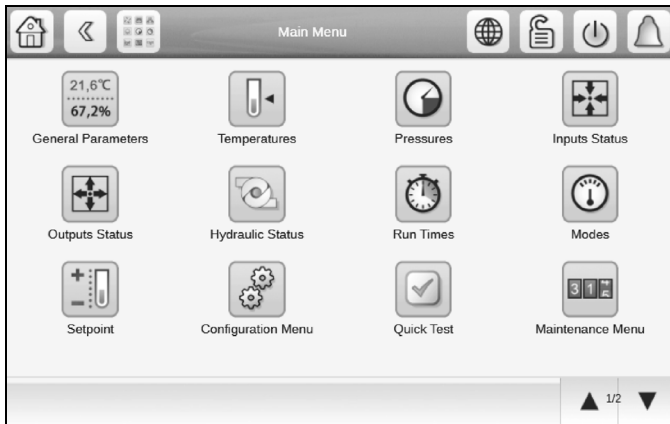 Main Menu
21,6°C
67,2%
General Parameters
Temperatures
Pressures
Inputs Status
Outputs Status
Hydraulic Status
Run Times
Modes
Setpoint
Configuration Menu
Quick Test
315
Maintenance Menu
1/2